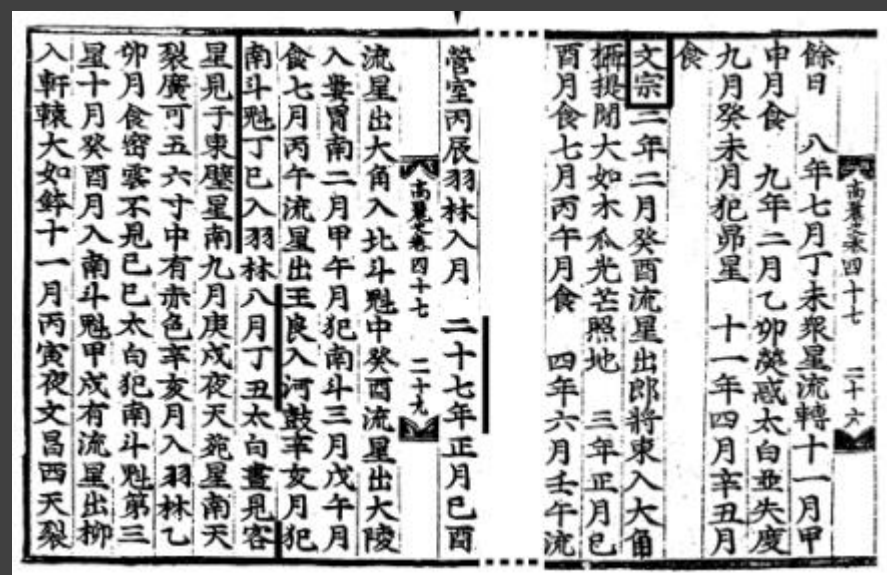 餘日　八年七月丁未衆星流轉十一月甲
申月食　九年二月乙卯熒惑太白並失度
九月癸未月犯昴星　十一年四月辛丑月
食
文宗二年二月癸酉流星出郎將東入大角
攝提間大如木瓜光芒照地　三年正月己
酉月食七月丙午月食　四年六月壬午流
高麗史卷四十七　二十六
營室丙辰羽林入月　二十七年正月己酉
高麗史卷四十七　二十九
流星出大角入北斗魁中癸酉流星出大陵
入婁胃南二月甲午月犯南斗三月戊午月
食七月丙午流星出王良入河鼓辛亥月犯
南斗魁丁巳入羽林八月丁丑太白晝見客
星見于東壁星南九月庚戌夜天苑星南天
裂廣可五六寸中有赤色辛亥月入羽林乙
卯月食密雲不見己巳太白犯南斗魁第三
星十月癸酉月入南斗魁甲戌有流星出柳
入軒轅大如缽十一月丙寅夜文昌西天裂